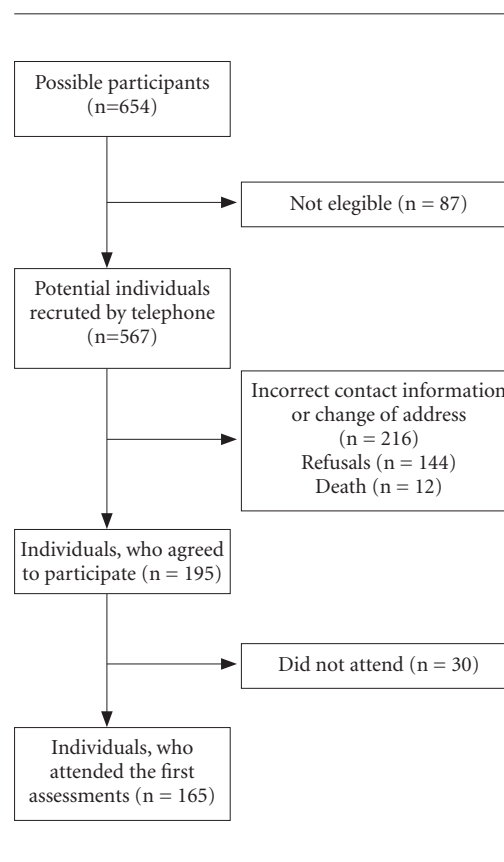 Possible participants
(n=654)
Not elegible (n = 87)
Potential individuals
recruted by telephone
(n=567)
Incorrect contact information
or change of address
(n = 216)
Refusals (n = 144)
Death (n = 12)
Individuals, who agreed
to participate (n = 195)
Did not attend (n = 30)
Individuals, who
attended the first
assessments (n = 165)